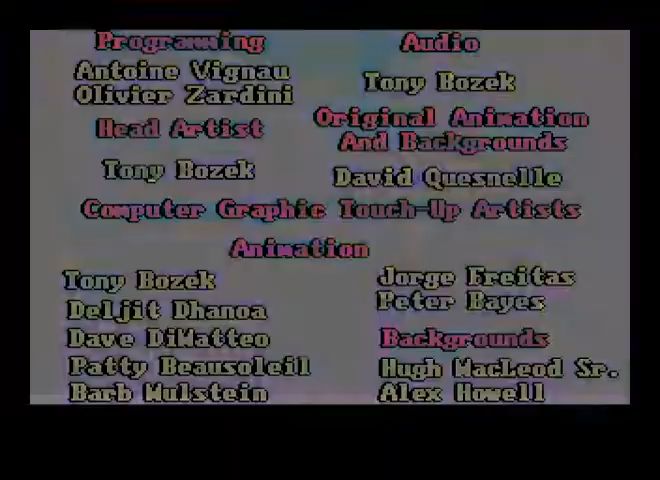 Programming
Audio
Antoine Vignau
Olivier Zardini
Tony Bozek
Head Artist
Original Animation
And Backgrounds
Tony Bozek
David Quesnelle
Computer Graphic Touch-Up Artists
Animation
Tony Bozek
Deljit Dhanoa
Dave DiMatteo
Patty Beausoleil
Barb Mulstein
Jorge Freitas
Peter Bayes
Backgrounds
Hugh MacLeod Sr.
Alex Howell